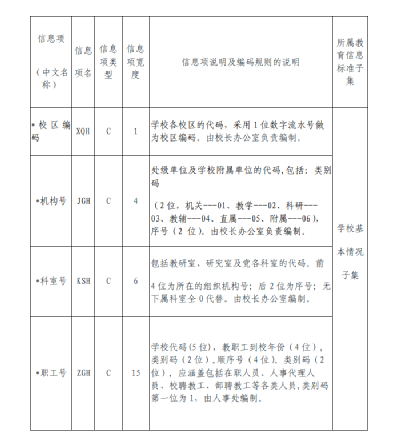 信息项
（中文名
称）
信息
项名
信息
项类
型
信息
项宽
度
信息项说明及编码规则的说明
所属教
育信息
标准子
集
*校区编
码
XQH
C
1
学校各校区的代码，采用1位数字流水号做
为校区编码，由校长办公室负责编制。
*机构号
JGH
C
4
处级单位及学校附属单位的代码,包括：类别
码
（2位，机关---01、教学---02、科研---
03、教辅---04、直属---05、附属---06)、
序号（2 位)。由校长办公室负责编制。
*科室号
KSH
C
6
包括教研室、研究室及党各科室的代码。前
4位为所在的组织机构号；后2位为序号；无
下属科室全0代替。由校长办公室编制。
*职工号
ZGH
C
15
学校代码(5位)，教职工到校年份（4位)。
类别码（2位)。顺序号（4位)。类别码（2
位)，应涵盖包括在职人员、人事代理人
员、校聘教工、部聘教工等各类人员,类别码
第一位为1，由人事处编制。
学校基
本情况
子集